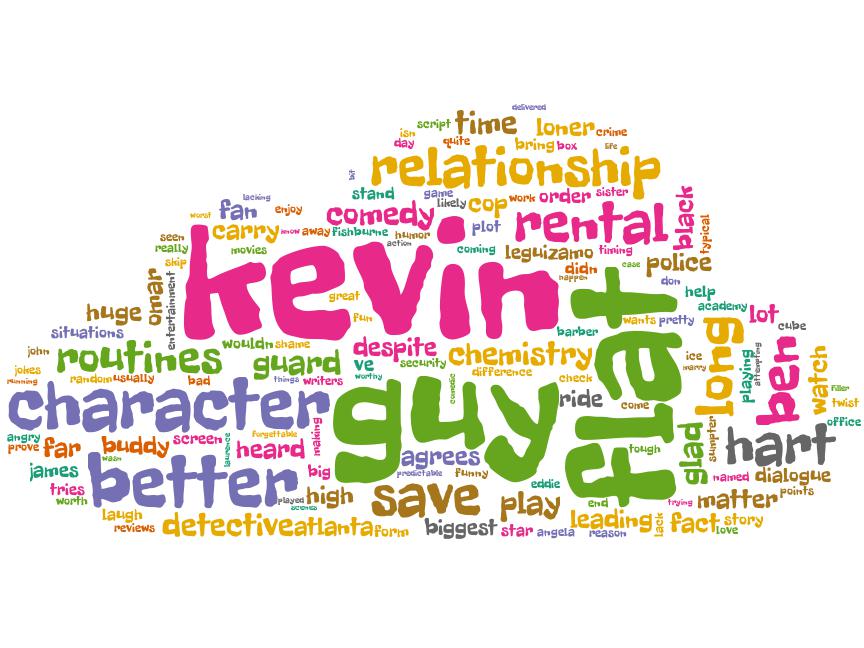 delivered
script
time
loner
crime
isn
day
quite
bring
box
life
relationship
bit
stand
game
likely
cop
work
order
sister
black
lacking
fan
enjoy
worst
comedy
plot
rental
typical
carry
know
away
fishburne
humor
action
seen
really
skip
movies
kevin
coming
leguizamo
timing
didn
happen
case
police
don
help
academy
omar
entertainment
great
fun
huge
situations
wouldn
shame
barber
wants
pretty
lot
cube
john
routines
guard
despite
ve
security
chemistry
difference
check
flat
ice
marry
long
playing
attempting
ben
watch
jokes
running
random
usually
bad
things
writers
worthy
comedic
guy
ride
come
filler
twist
office
character
angry
prove
far
buddy
wasn
screen
laurence
forgettable
heard
making
agrees
predictable
funny
tough
glad
sumpter
hart
james
tries
worth
better
played
scenes
big
high
save
play
eddie
end
trying
named
dialogue
matter
points
laugh
reviews
detective
atlanta
form
biggest
star
angela
leading
reason
lack
fact
story
love